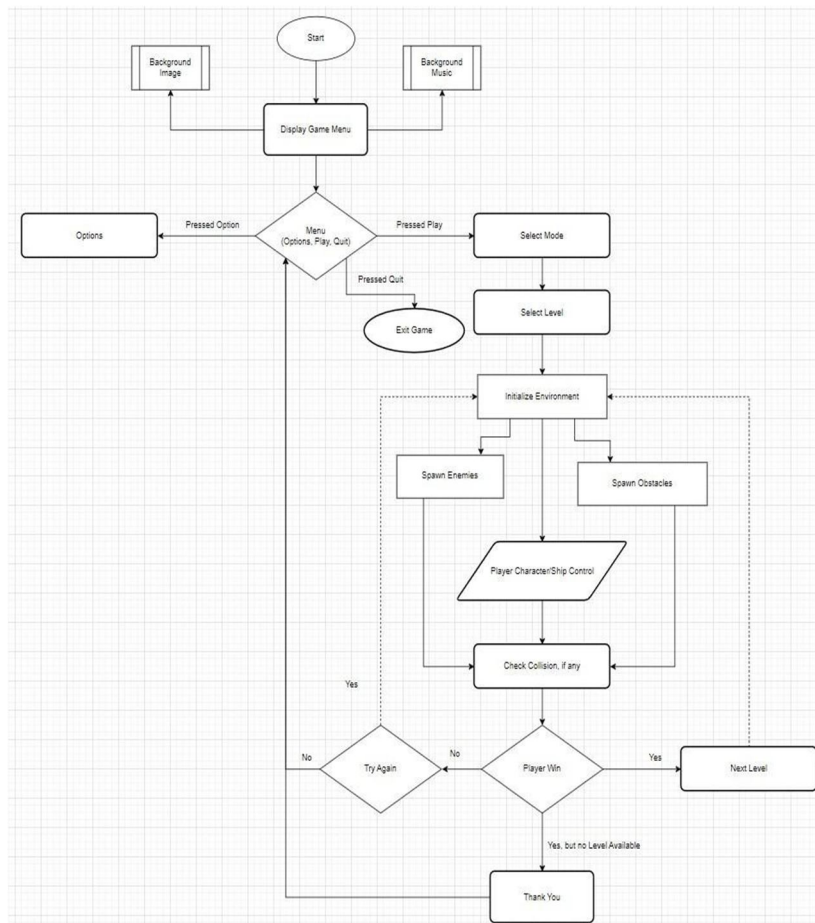 Start
Background
Image
Background
Music
Display Game Menu
Pressed Option
Menu
(Options, Play, Quit)
Pressed Play
Options
Select Mode
Pressed Quit
Exit Game
Select Level
Initialize Environment
Spawn Enemies
Spawn Obstacles
Player Character/Ship Control
Check Collision, if any
Yes
No
Try Again
No
Player Win
Yes
Next Level
Yes, but no Level Available
Thank You